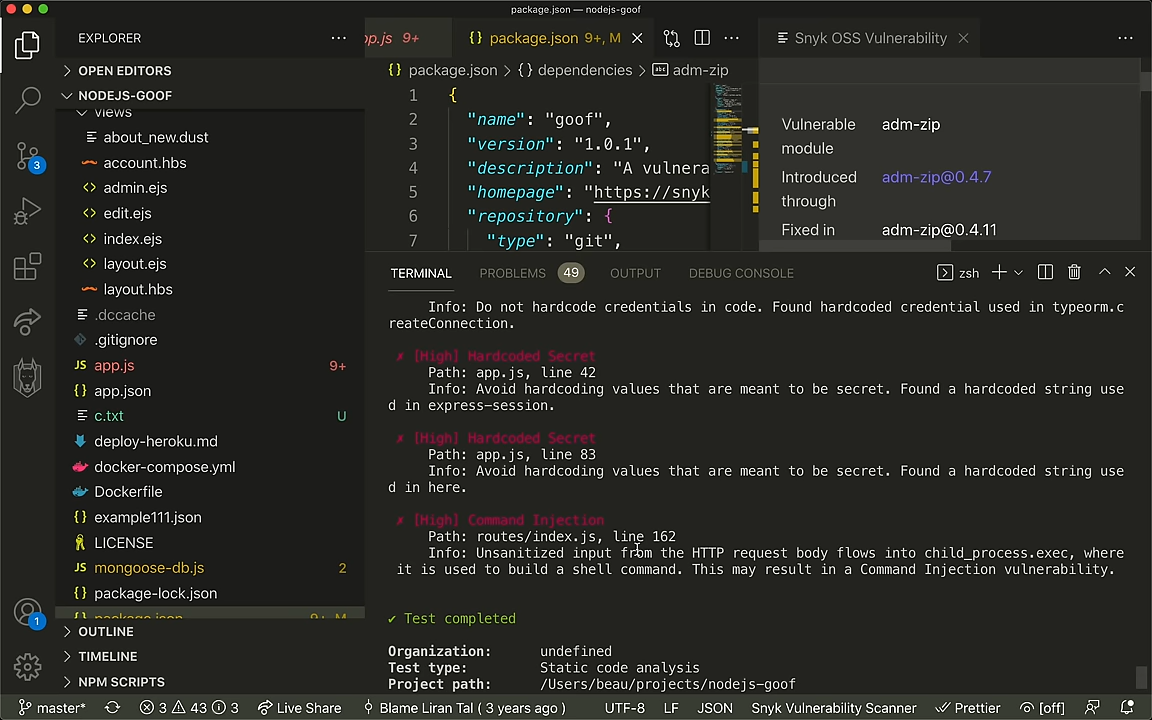 package.json — nodejs-goof
EXPLORER
OPEN EDITORS
NODEJS-GOOF
views
about_new.dust
account.hbs
admin.ejs
edit.ejs
index.ejs
layout.ejs
layout.hbs
.dccache
.gitignore
app.js 9+
app.json
c.txt U
deploy-heroku.md
docker-compose.yml
Dockerfile
example111.json
LICENSE
mongoose-db.js 2
package-lock.json
package.json 9+, M
OUTLINE
TIMELINE
NPM SCRIPTS
3
1
pp.js 9+
{} package.json 9+, M
Snyk OSS Vulnerability
{} package.json > {} dependencies > abc adm-zip
1 {
2 "name": "goof",
3 "version": "1.0.1",
4 "description": "A vulnera
5 "homepage": "https://snyk
6 "repository": {
7 "type": "git",
Vulnerable module adm-zip
Introduced through adm-zip@0.4.7
Fixed in adm-zip@0.4.11
TERMINAL PROBLEMS 49 OUTPUT DEBUG CONSOLE zsh
Info: Do not hardcode credentials in code. Found hardcoded credential used in typeorm.c
reateConnection.
✗ [High] Hardcoded Secret
Path: app.js, line 42
Info: Avoid hardcoding values that are meant to be secret. Found a hardcoded string use
d in express-session.
✗ [High] Hardcoded Secret
Path: app.js, line 83
Info: Avoid hardcoding values that are meant to be secret. Found a hardcoded string use
d in here.
✗ [High] Command Injection
Path: routes/index.js, line 162
Info: Unsanitized input from the HTTP request body flows into child_process.exec, where
it is used to build a shell command. This may result in a Command Injection vulnerability.
✔ Test completed
Organization: undefined
Test type: Static code analysis
Project path: /Users/beau/projects/nodejs-goof
master* 3 43 3 Live Share Blame Liran Tal ( 3 years ago ) UTF-8 LF JSON Snyk Vulnerability Scanner Prettier [off]